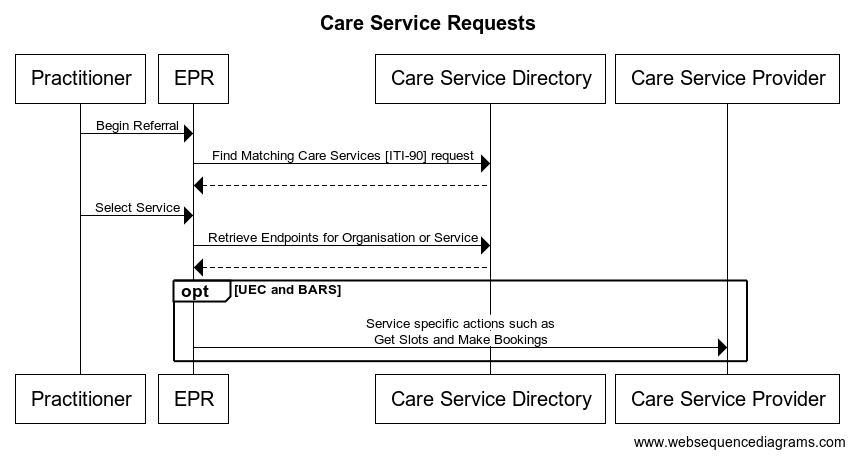 Care Service Requests
Practitioner
EPR
Care Service Directory
Care Service Provider
Begin Referral
Find Matching Care Services [ITI-90] request
Select Service
Retrieve Endpoints for Organisation or Service
opt
[UEC and BARS]
Service specific actions such as
Get Slots and Make Bookings
Practitioner
EPR
Care Service Directory
Care Service Provider
www.websequencediagrams.com